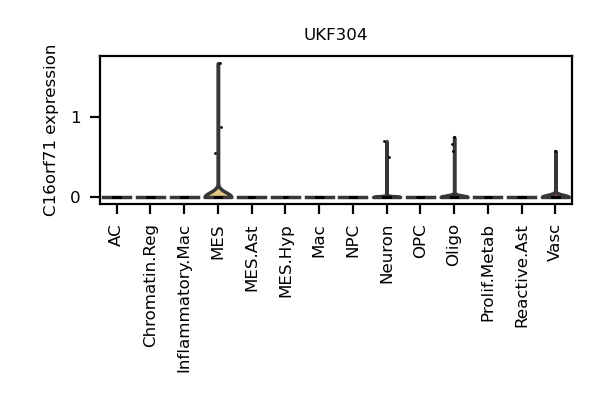 UKF304
C16orf71 expression
1
0
AC
Chromatin.Reg
Inflammatory.Mac
MES
MES.Ast
MES.Hyp
Mac
NPC
Neuron
OPC
Oligo
Prolif.Metab
Reactive.Ast
Vasc